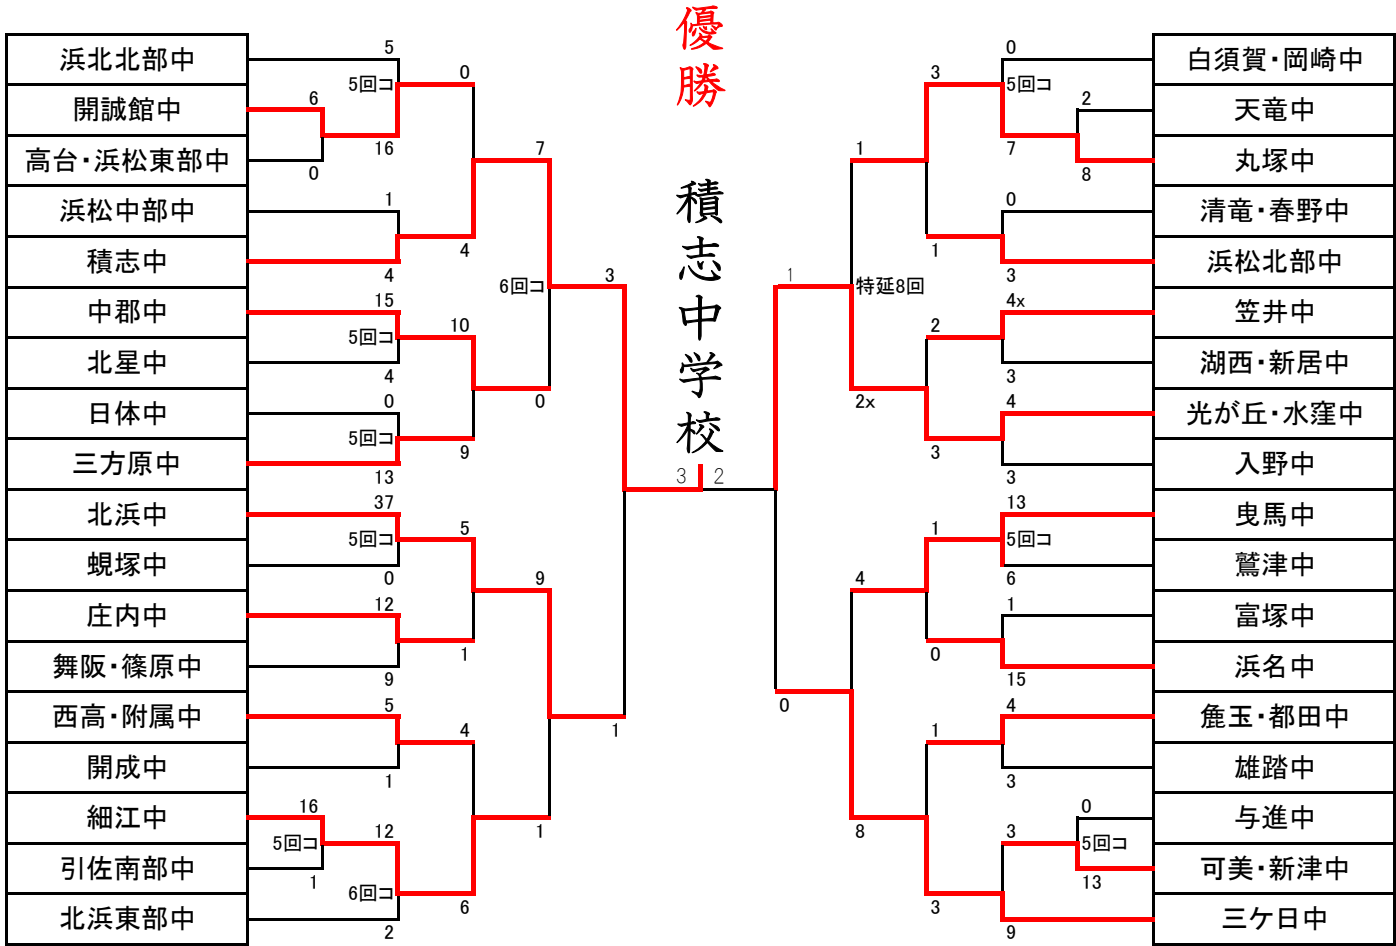 優勝
積志中学校
浜北北部中
開誠館中
高台・浜松東部中
浜松中部中
積志中
中郡中
北星中
日体中
三方原中
北浜中
蜆塚中
庄内中
舞阪・篠原中
西高・附属中
開成中
細江中
引佐南部中
北浜東部中
5
6
0
5回コ
16
1
4
15
5回コ
4
0
5回コ
13
37
5回コ
0
12
9
5
1
16
5回コ
1
12
6回コ
2
0
4
10
9
5
1
4
6
7
6回コ
0
9
1
3
1
3
2
1
0
1
特延8回
2x
4
8
3
1
2
3
1
0
1
3
0
5回コ
7
2
8
0
3
4x
3
4
3
13
5回コ
6
1
15
4
3
3
0
5回コ
13
9
白須賀・岡崎中
天竜中
丸塚中
清竜・春野中
浜松北部中
笠井中
湖西・新居中
光が丘・水窪中
入野中
曳馬中
鷲津中
富塚中
浜名中
麁玉・都田中
雄踏中
与進中
可美・新津中
三ケ日中